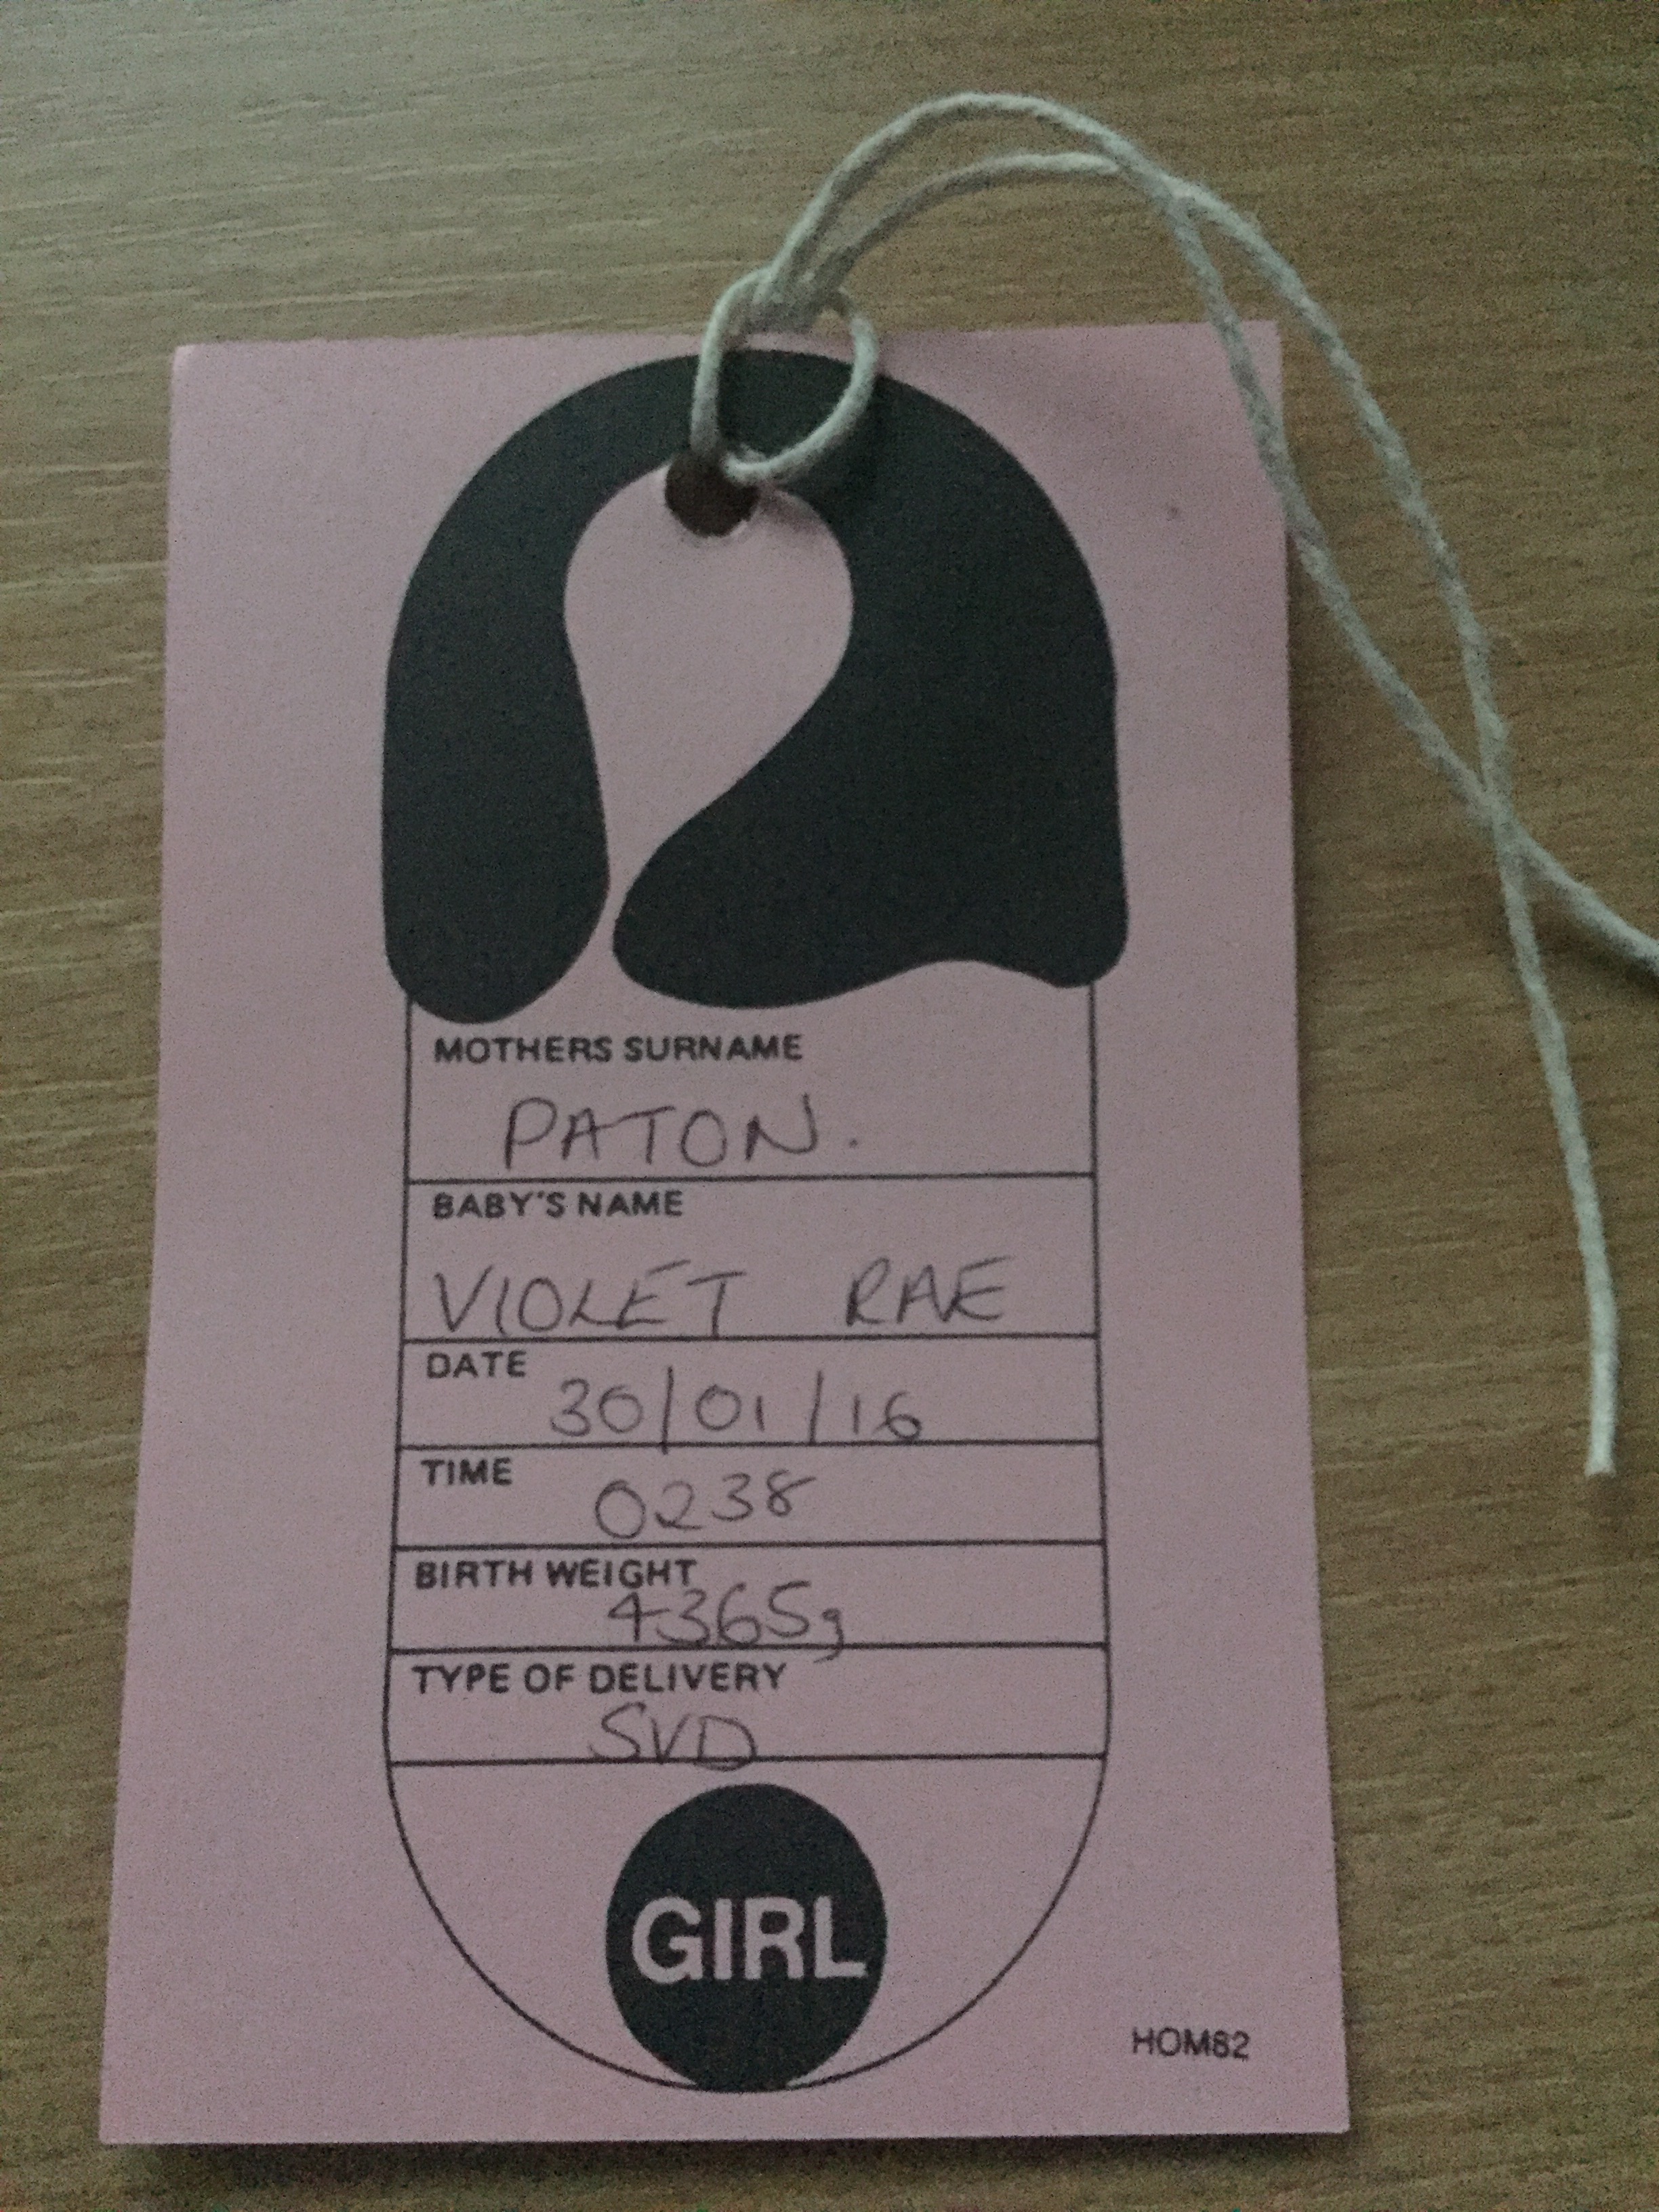 MOTHERS SURNAME
PATON.
BABY'S NAME
VIOLET RAE
DATE
30/01/16
TIME
0238
BIRTH WEIGHT
4365g
TYPE OF DELIVERY
SVD
GIRL
HOM82